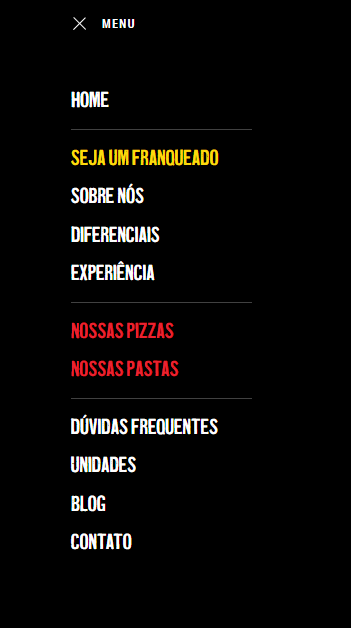 MENU
HOME
SEJA UM FRANQUEADO
SOBRE NÓS
DIFERENCIAIS
EXPERIÊNCIA
NOSSAS PIZZAS
NOSSAS PASTAS
DÚVIDAS FREQUENTES
UNIDADES
BLOG
CONTATO